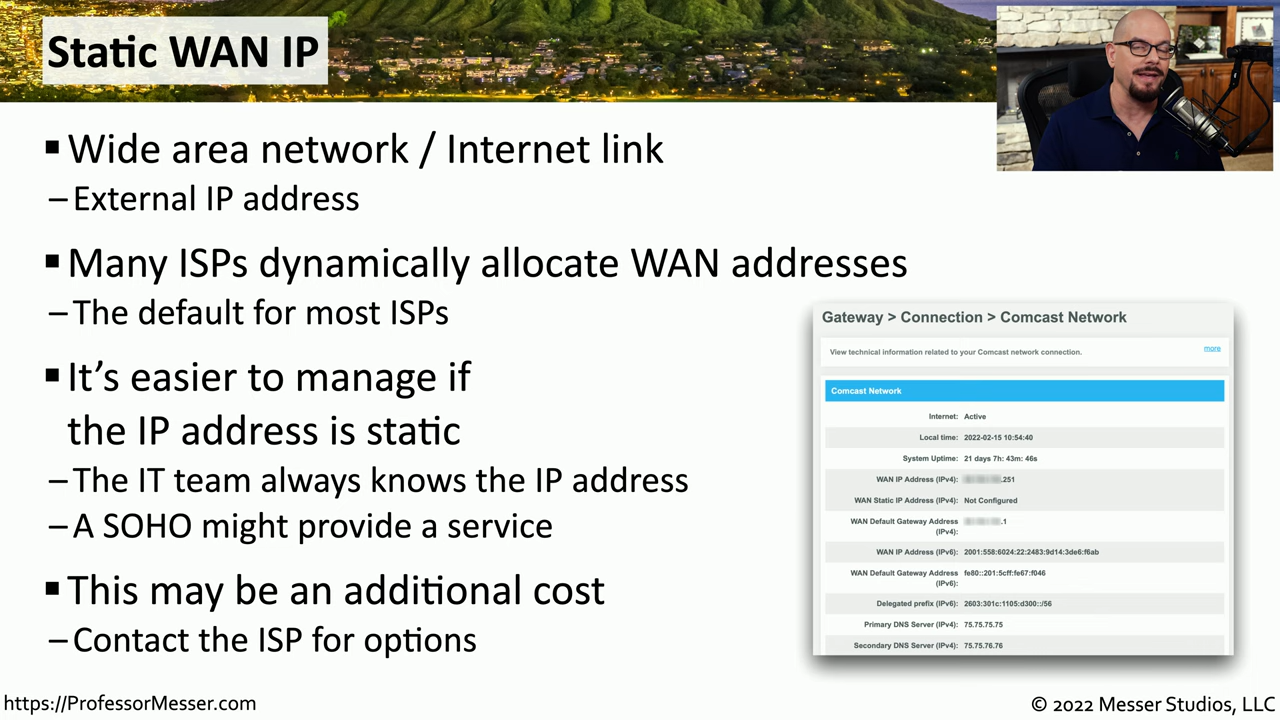 Static WAN IP
▪ Wide area network / Internet link
– External IP address
▪ Many ISPs dynamically allocate WAN addresses
– The default for most ISPs
▪ It's easier to manage if
the IP address is static
– The IT team always knows the IP address
– A SOHO might provide a service
▪ This may be an additional cost
– Contact the ISP for options
Gateway > Connection > Comcast Network
View technical information related to your Comcast network connection.
more
Comcast Network
Internet: Active
Local time: 2022-02-15 10:54:40
System Uptime: 21 days 7h: 43m: 46s
WAN IP Address (IPv4): .251
WAN Static IP Address (IPv4): Not Configured
WAN Default Gateway Address .1
(IPv4):
WAN IP Address (IPv6): 2001:558:6024:22:2483:9d14:3de6:f6ab
WAN Default Gateway Address fe80::201:5cff:fe67:f046
(IPv6):
Delegated prefix (IPv6): 2603:301c:1105:d300::/56
Primary DNS Server (IPv4): 75.75.75.75
Secondary DNS Server (IPv4): 75.75.76.76
https://ProfessorMesser.com
© 2022 Messer Studios, LLC